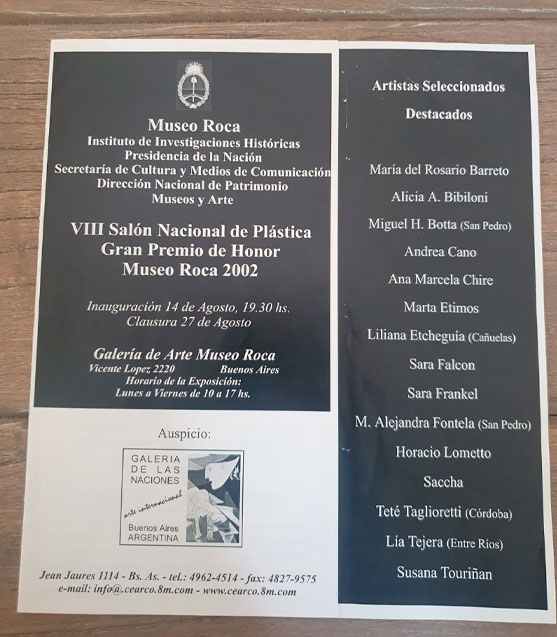 Museo Roca
Instituto de Investigaciones Históricas
Presidencia de la Nación
Secretaría de Cultura y Medios de Comunicación
Dirección Nacional de Patrimonio
Museos y Arte
VIII Salón Nacional de Plástica
Gran Premio de Honor
Museo Roca 2002
Inauguración 14 de Agosto, 19.30 hs.
Clausura 27 de Agosto
Galería de Arte Museo Roca
Vicente Lopez 2220 Buenos Aires
Horario de la Exposición:
Lunes a Viernes de 10 a 17 hs.
Auspicio:
GALERIA
DE LAS
NACIONES
arte internacional
Buenos Aires
ARGENTINA
Jean Jaures 1114 - Bs. As. - tel.: 4962-4514 - fax: 4827-9575
e-mail: info@.cearco.8m.com - www.cearco.8m.com
Artistas Seleccionados
Destacados
María del Rosario Barreto
Alicia A. Bibiloni
Miguel H. Botta (San Pedro)
Andrea Cano
Ana Marcela Chire
Marta Etimos
Liliana Etcheguía (Cañuelas)
Sara Falcon
Sara Frankel
M. Alejandra Fontela (San Pedro)
Horacio Lometto
Saccha
Teté Taglioretti (Córdoba)
Lía Tejera (Entre Ríos)
Susana Touriñan